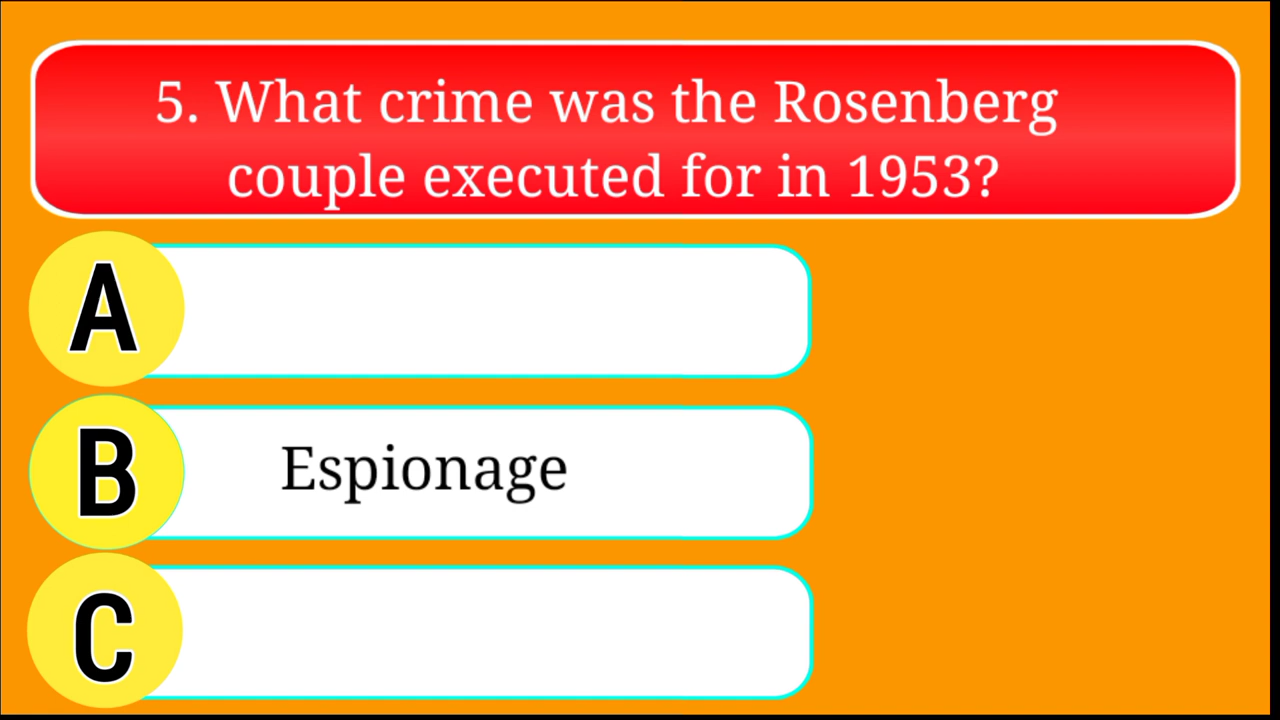 5. What crime was the Rosenberg
couple executed for in 1953?
A
B Espionage
C